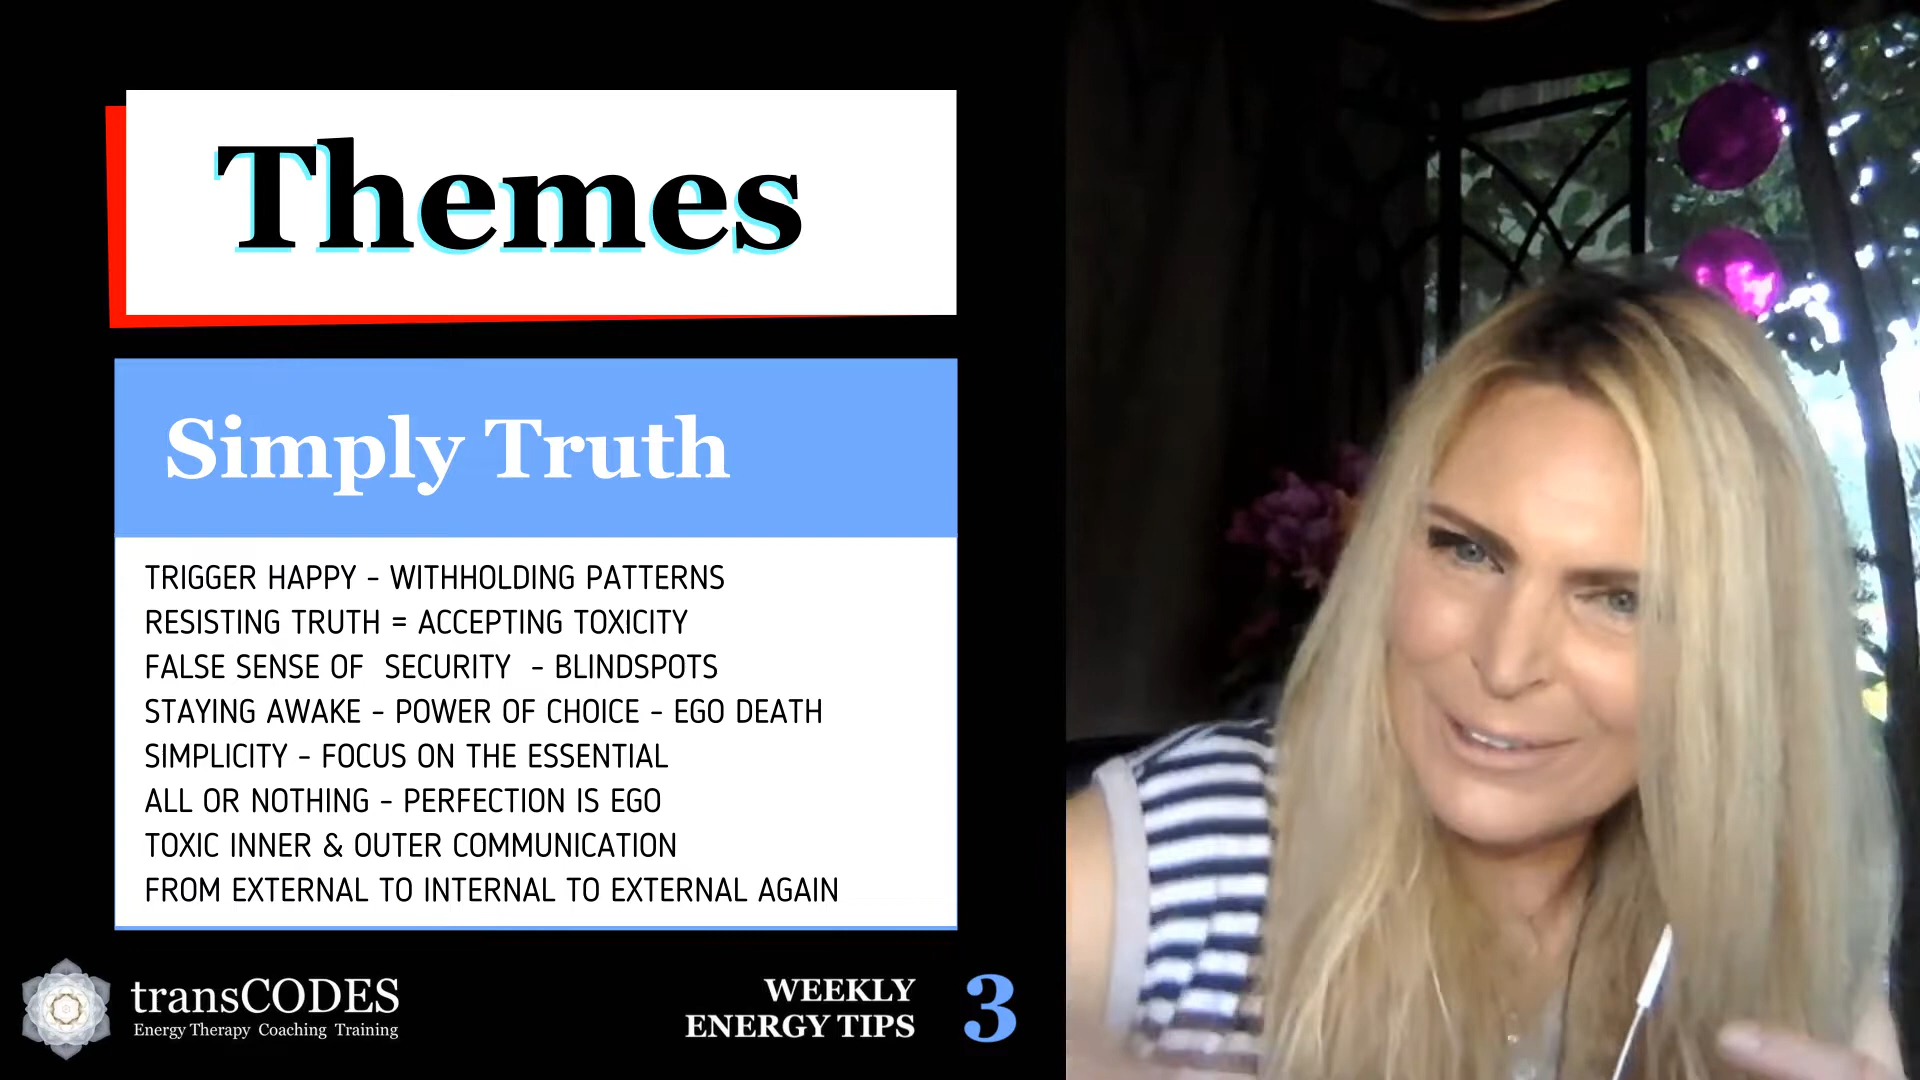 Themes
Simply Truth
TRIGGER HAPPY - WITHHOLDING PATTERNS
RESISTING TRUTH = ACCEPTING TOXICITY
FALSE SENSE OF  SECURITY  - BLINDSPOTS
STAYING AWAKE - POWER OF CHOICE - EGO DEATH
SIMPLICITY - FOCUS ON THE ESSENTIAL
ALL OR NOTHING - PERFECTION IS EGO
TOXIC INNER & OUTER COMMUNICATION
FROM EXTERNAL TO INTERNAL TO EXTERNAL AGAIN
transCODES
Energy Therapy Coaching Training
WEEKLY
ENERGY TIPS
3